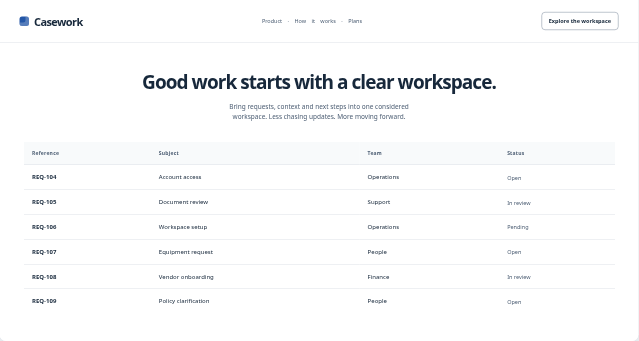 Casework
Product · How it works · Plans
Explore the workspace
Good work starts with a clear workspace.
Bring requests, context and next steps into one considered
workspace. Less chasing updates. More moving forward.
Reference Subject Team Status
REQ-104 Account access Operations Open
REQ-105 Document review Support In review
REQ-106 Workspace setup Operations Pending
REQ-107 Equipment request People Open
REQ-108 Vendor onboarding Finance In review
REQ-109 Policy clarification People Open